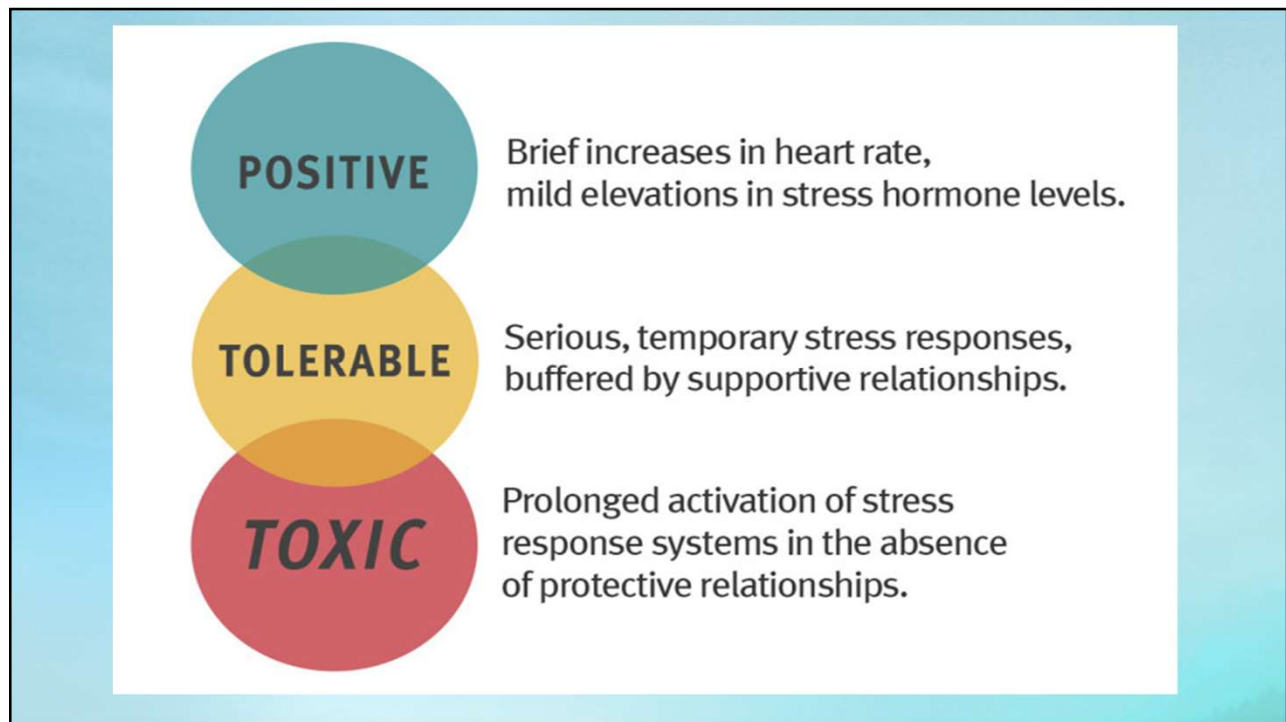 POSITIVE
Brief increases in heart rate,
mild elevations in stress hormone levels.
TOLERABLE
Serious, temporary stress responses,
buffered by supportive relationships.
TOXIC
Prolonged activation of stress
response systems in the absence
of protective relationships.